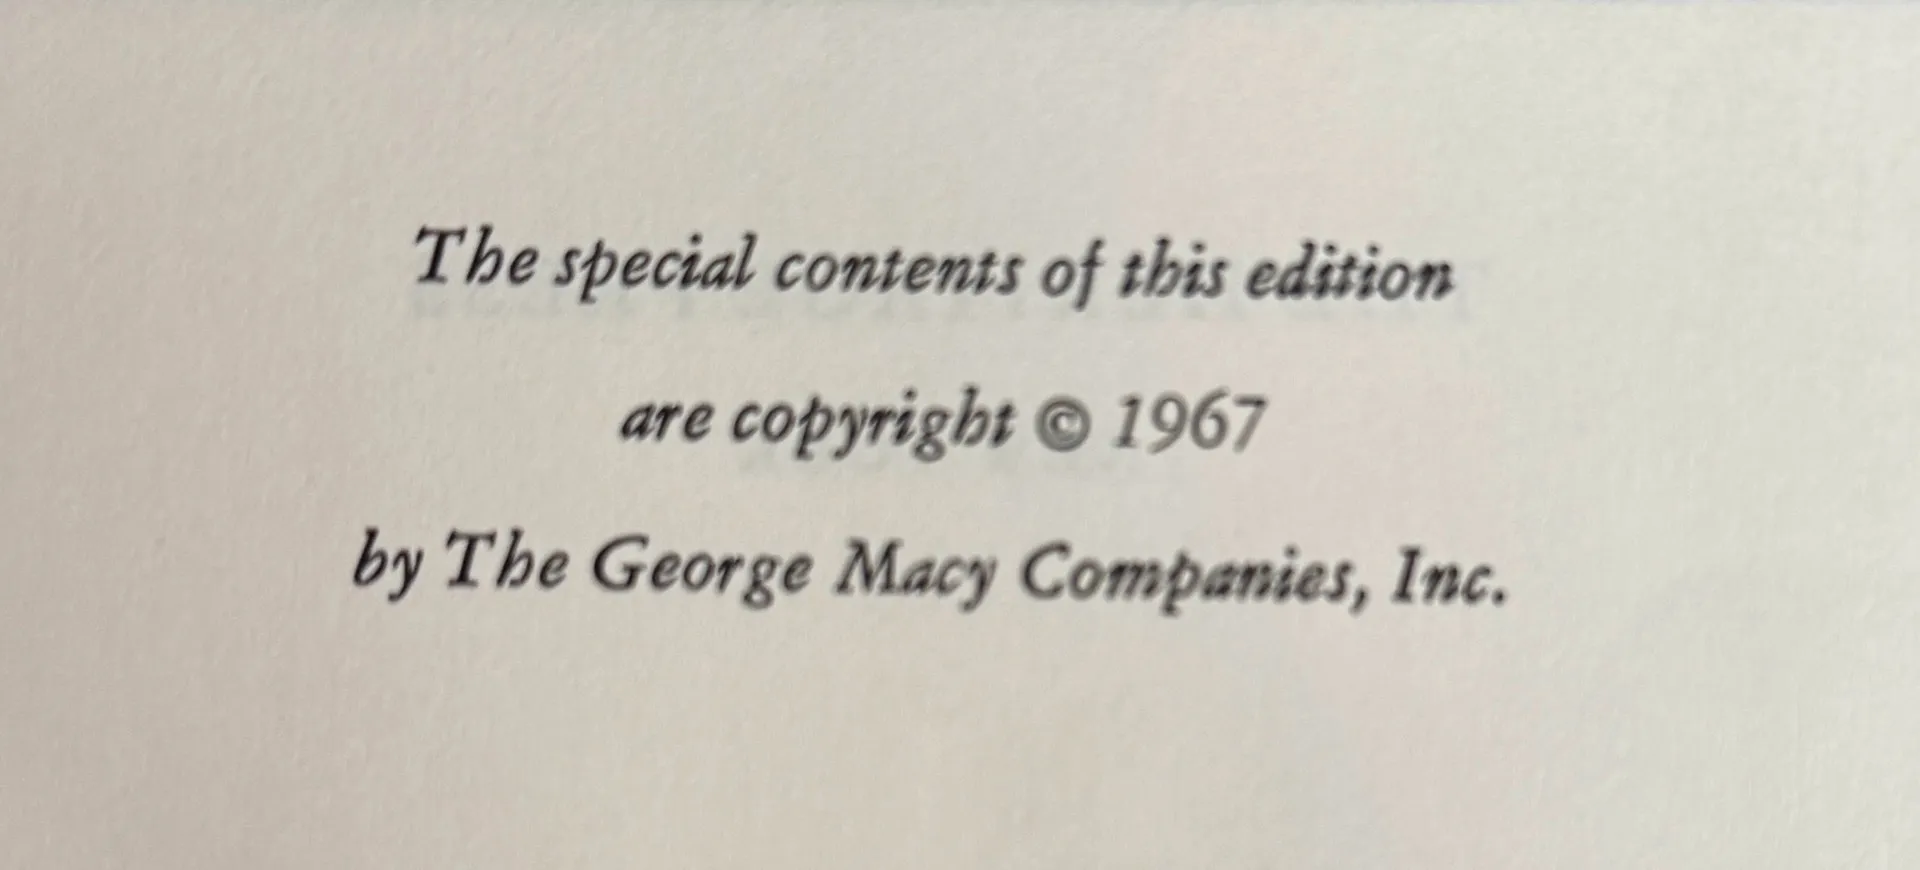 The special contents of this edition
are copyright © 1967
by The George Macy Companies, Inc.